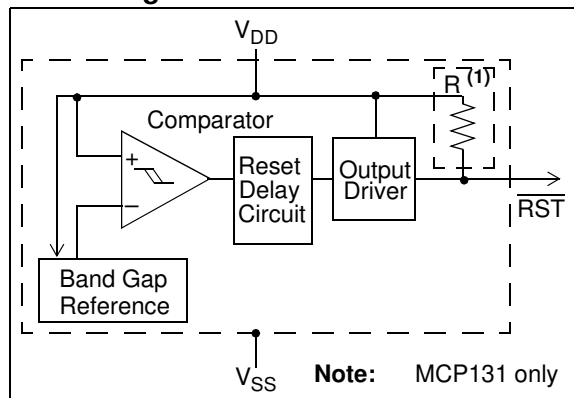 V_DD
R (1)
Comparator
+
−
Reset
Delay
Circuit
Output
Driver
RST
Band Gap
Reference
V_SS
Note: MCP131 only